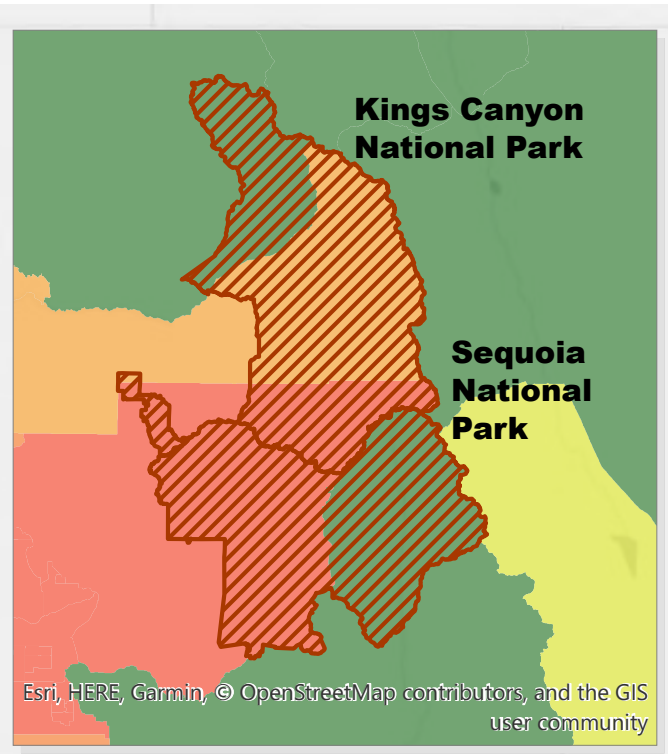 Kings Canyon
National Park
Sequoia
National
Park
Esri, HERE, Garmin, © OpenStreetMap contributors, and the GIS
user community